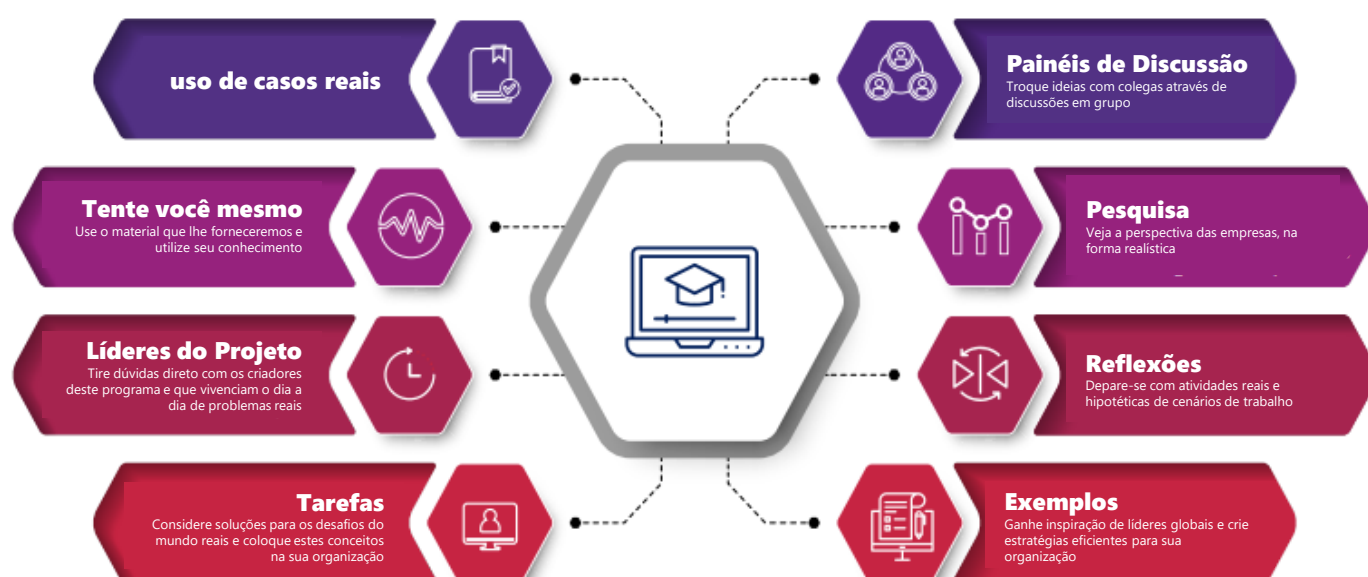 uso de casos reais
Painéis de Discussão
Troque ideias com colegas através de
discussões em grupo
Tente você mesmo
Use o material que lhe forneceremos e
utilize seu conhecimento
Pesquisa
Veja a perspectiva das empresas, na
forma realística
Líderes do Projeto
Tire dúvidas direto com os criadores
deste programa e que vivenciam o dia a
dia de problemas reais
Reflexões
Depare-se com atividades reais e
hipotéticas de cenários de trabalho
Tarefas
Considere soluções para os desafios do
mundo reais e coloque estes conceitos
na sua organização
Exemplos
Ganhe inspiração de líderes globais e crie
estratégias eficientes para sua
organização